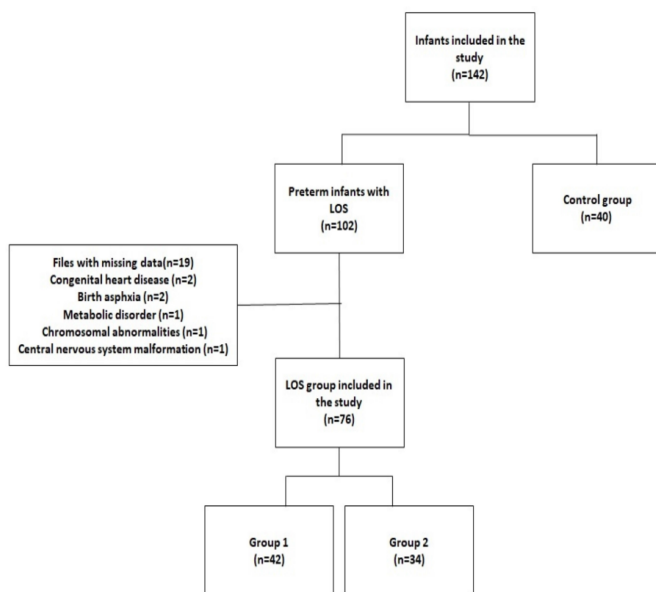 Infants included in the
study
(n=142)
Preterm infants with
LOS
(n=102)
Control group
(n=40)
Files with missing data(n=19)
Congenital heart disease (n=2)
Birth asphxia (n=2)
Metabolic disorder (n=1)
Chromosomal abnormalities (n=1)
Central nervous system malformation (n=1)
LOS group included in
the study
(n=76)
Group 1
(n=42)
Group 2
(n=34)